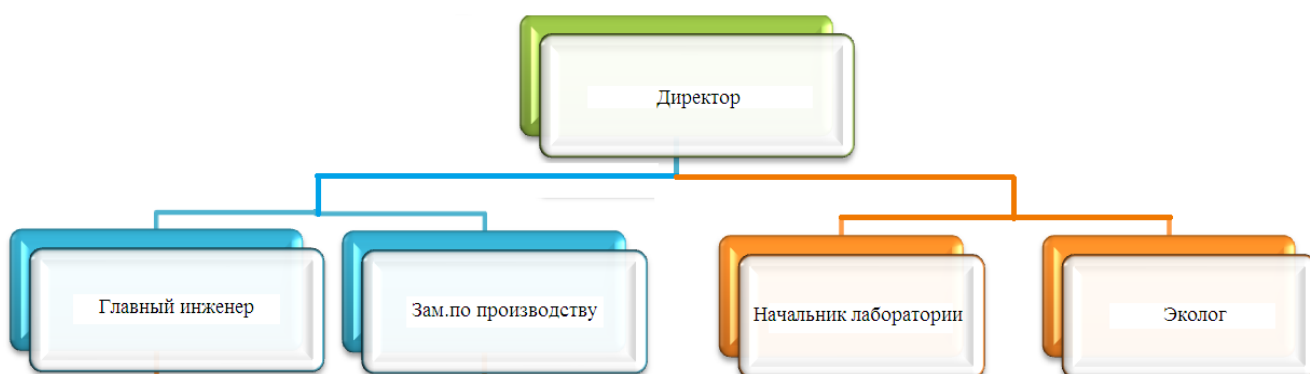 Директор
Главный инженер
Зам.по производству
Начальник лаборатории
Эколог